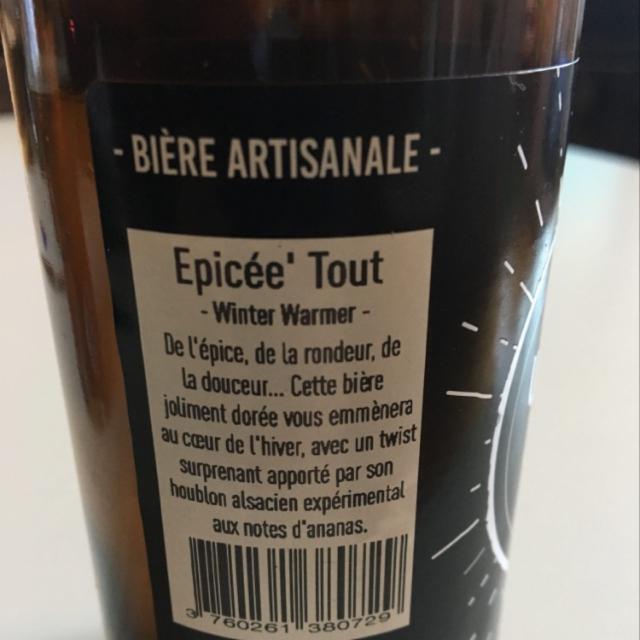 - BIÈRE ARTISANALE -
Epicée' Tout
- Winter Warmer -
De l'épice, de la rondeur, de
la douceur... Cette bière
joliment dorée vous emmènera
au cœur de l'hiver, avec un twist
surprenant apporté par son
houblon alsacien expérimental
aux notes d'ananas.
3 760261 380729